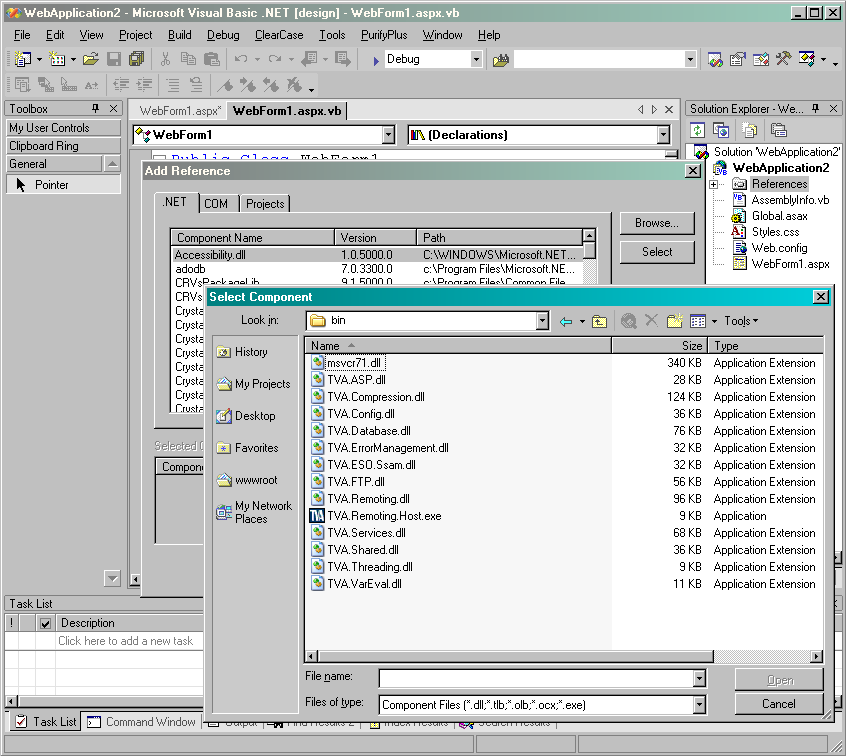 WebApplication2 - Microsoft Visual Basic .NET [design] - WebForm1.aspx.vb
File Edit View Project Build Debug ClearCase Tools PurifyPlus Window Help
Debug
Toolbox
My User Controls
Clipboard Ring
General
Pointer
WebForm1.aspx* WebForm1.aspx.vb
WebForm1 (Declarations)
Public Class WebForm1
Solution Explorer - We...
Solution 'WebApplication2'
WebApplication2
References
AssemblyInfo.vb
Global.asax
Styles.css
Web.config
WebForm1.aspx
Add Reference
.NET COM Projects
Browse...
Select
Component Name Version Path
Accessibility.dll 1.0.5000.0 C:\WINDOWS\Microsoft.NET...
adodb 7.0.3300.0 c:\Program Files\Microsoft.NE...
CRVsPackageLib 9.1.5000.0 C:\Program Files\Common File...
CRVs
Crysta
Crysta
Crysta
Crysta
Crysta
Crysta
Crysta
Crysta
Selected C
Compone
Select Component
Look in: bin Tools
History
My Projects
Desktop
Favorites
wwwroot
My Network
Places
Name Size Type
msvcr71.dll 340 KB Application Extension
TVA.ASP.dll 28 KB Application Extension
TVA.Compression.dll 124 KB Application Extension
TVA.Config.dll 36 KB Application Extension
TVA.Database.dll 76 KB Application Extension
TVA.ErrorManagement.dll 32 KB Application Extension
TVA.ESO.Ssam.dll 32 KB Application Extension
TVA.FTP.dll 56 KB Application Extension
TVA.Remoting.dll 96 KB Application Extension
TVA TVA.Remoting.Host.exe 9 KB Application
TVA.Services.dll 68 KB Application Extension
TVA.Shared.dll 36 KB Application Extension
TVA.Threading.dll 9 KB Application Extension
TVA.VarEval.dll 11 KB Application Extension
File name: Open
Files of type: Component Files (*.dll;*.tlb;*.olb;*.ocx;*.exe) Cancel
Task List
! Description
Click here to add a new task
Task List Command Window Output Find Results 2 Index Results Search Results